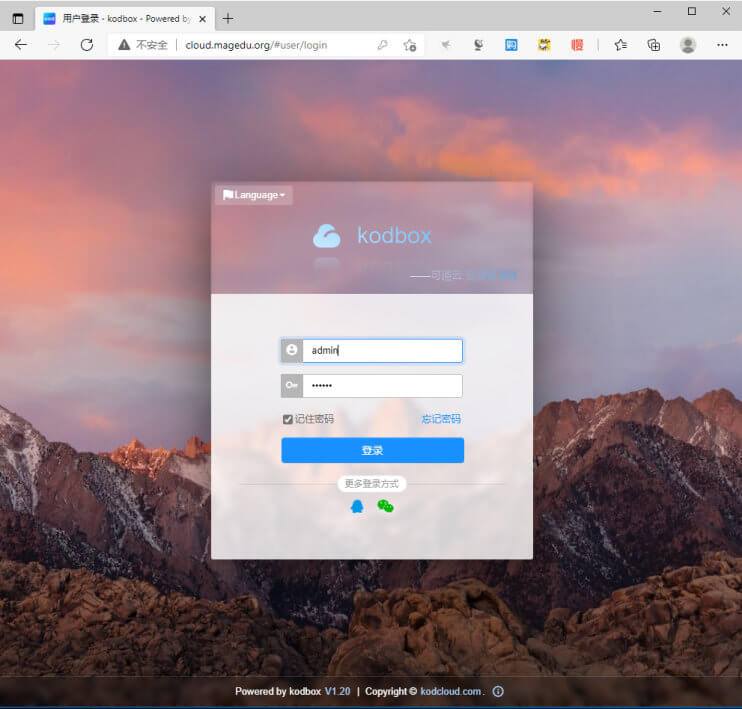 用户登录 - kodbox - Powered by
不安全 | cloud.magedu.org/#user/login
购
Language
kodbox
——可道云
admin
••••••
记住密码 忘记密码
登录
更多登录方式
Powered by kodbox V1.20 | Copyright © kodcloud.com.